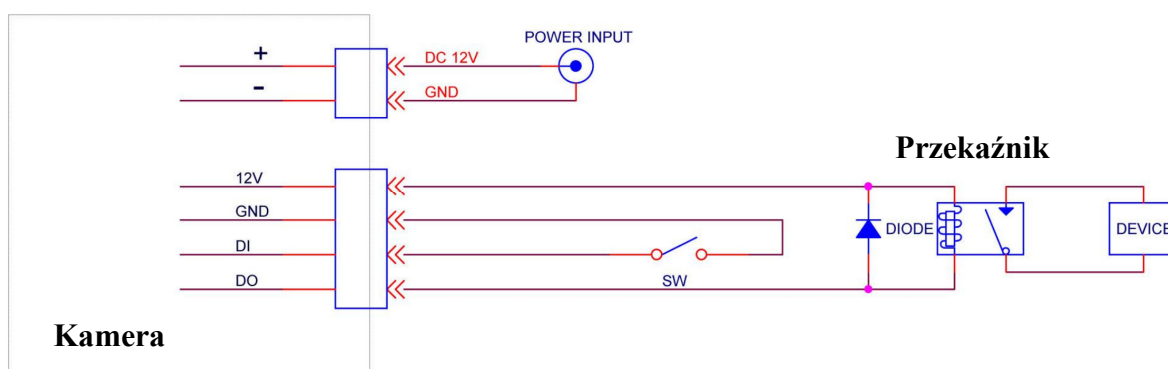 POWER INPUT
+
DC 12V
-
GND
Przekaźnik
12V
GND
DI
DIODE
DEVICE
DO
SW
Kamera